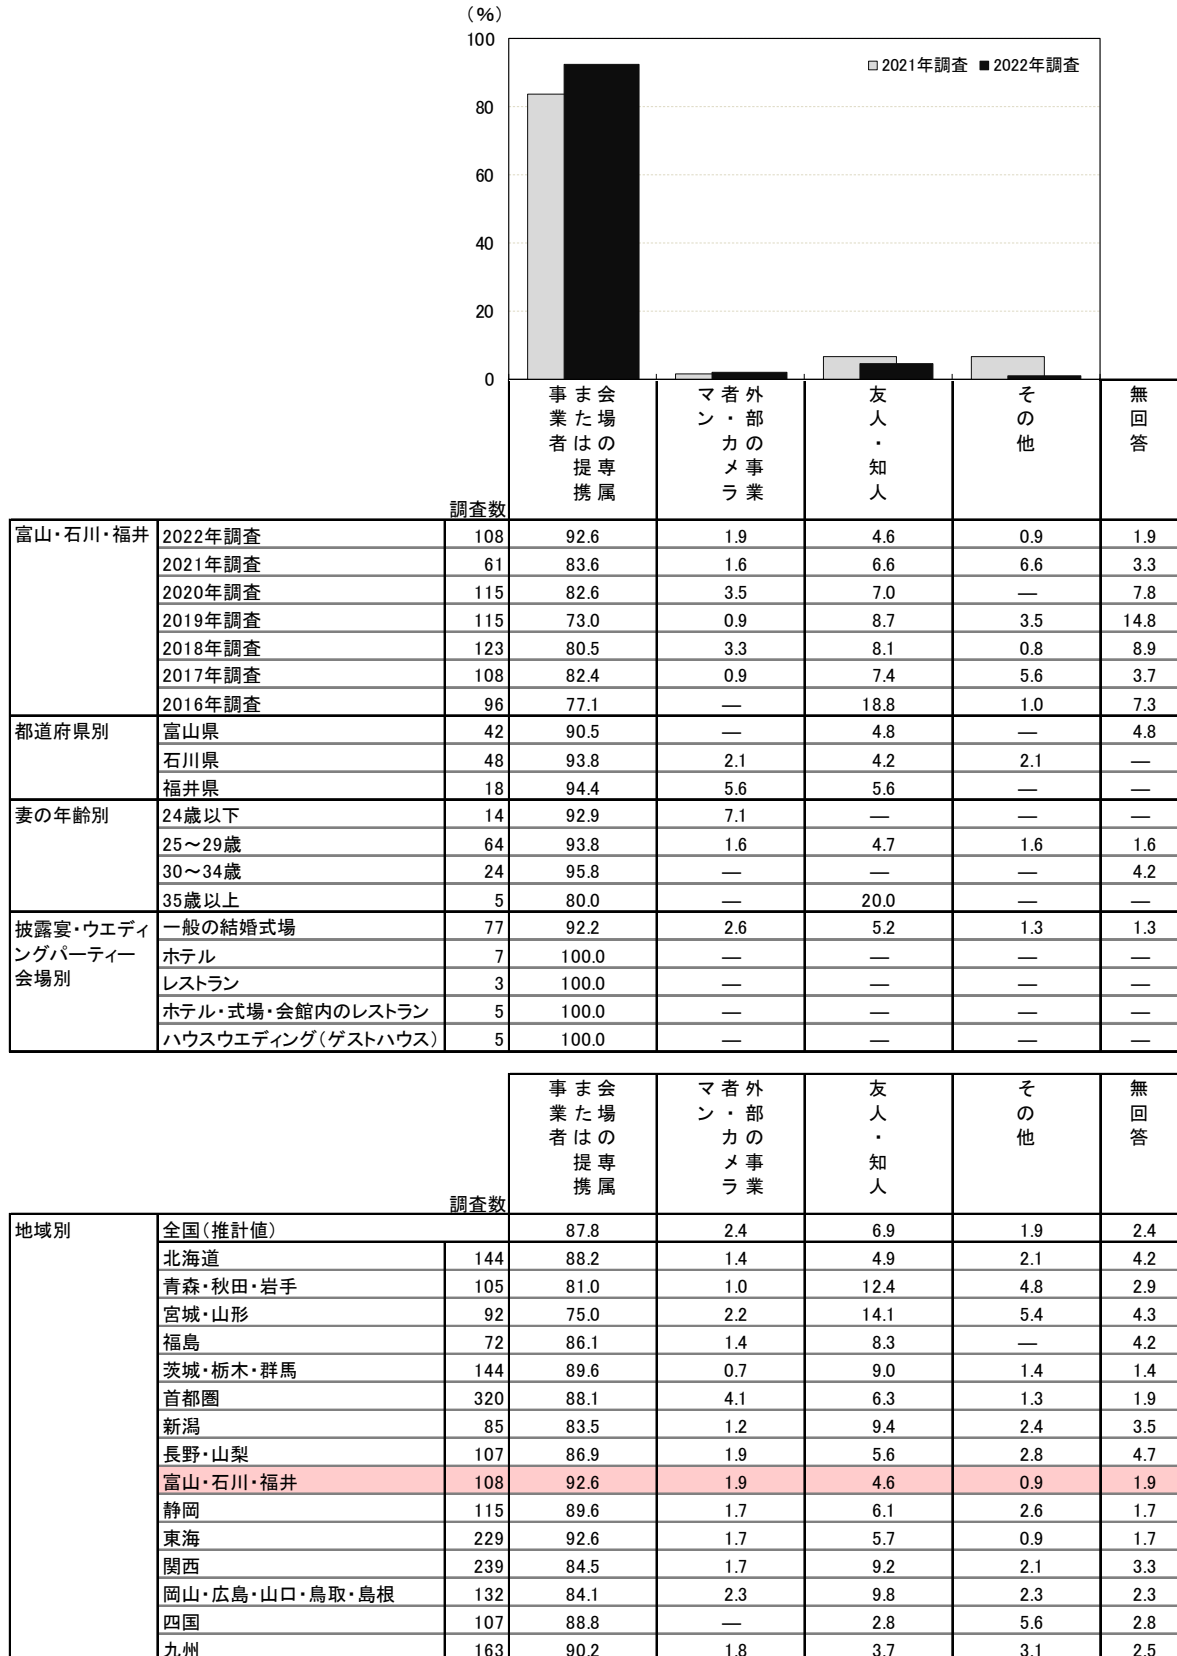 (%)
100
80
60
40
20
0
2021年調査 2022年調査
会場の専属または提携事業者 外部の事業者・カメラマン 友人・知人 その他 無回答
調査数
富山・石川・福井 2022年調査 108 92.6 1.9 4.6 0.9 1.9
2021年調査 61 83.6 1.6 6.6 6.6 3.3
2020年調査 115 82.6 3.5 7.0 — 7.8
2019年調査 115 73.0 0.9 8.7 3.5 14.8
2018年調査 123 80.5 3.3 8.1 0.8 8.9
2017年調査 108 82.4 0.9 7.4 5.6 3.7
2016年調査 96 77.1 — 18.8 1.0 7.3
都道府県別 富山県 42 90.5 — 4.8 — 4.8
石川県 48 93.8 2.1 4.2 2.1 —
福井県 18 94.4 5.6 5.6 — —
妻の年齢別 24歳以下 14 92.9 7.1 — — —
25～29歳 64 93.8 1.6 4.7 1.6 1.6
30～34歳 24 95.8 — — — 4.2
35歳以上 5 80.0 — 20.0 — —
披露宴・ウエディングパーティー会場別 一般の結婚式場 77 92.2 2.6 5.2 1.3 1.3
ホテル 7 100.0 — — — —
レストラン 3 100.0 — — — —
ホテル・式場・会館内のレストラン 5 100.0 — — — —
ハウスウエディング(ゲストハウス) 5 100.0 — — — —
会場の専属または提携事業者 外部の事業者・カメラマン 友人・知人 その他 無回答
調査数
地域別 全国(推計値) 87.8 2.4 6.9 1.9 2.4
北海道 144 88.2 1.4 4.9 2.1 4.2
青森・秋田・岩手 105 81.0 1.0 12.4 4.8 2.9
宮城・山形 92 75.0 2.2 14.1 5.4 4.3
福島 72 86.1 1.4 8.3 — 4.2
茨城・栃木・群馬 144 89.6 0.7 9.0 1.4 1.4
首都圏 320 88.1 4.1 6.3 1.3 1.9
新潟 85 83.5 1.2 9.4 2.4 3.5
長野・山梨 107 86.9 1.9 5.6 2.8 4.7
富山・石川・福井 108 92.6 1.9 4.6 0.9 1.9
静岡 115 89.6 1.7 6.1 2.6 1.7
東海 229 92.6 1.7 5.7 0.9 1.7
関西 239 84.5 1.7 9.2 2.1 3.3
岡山・広島・山口・鳥取・島根 132 84.1 2.3 9.8 2.3 2.3
四国 107 88.8 — 2.8 5.6 2.8
九州 163 90.2 1.8 3.7 3.1 2.5